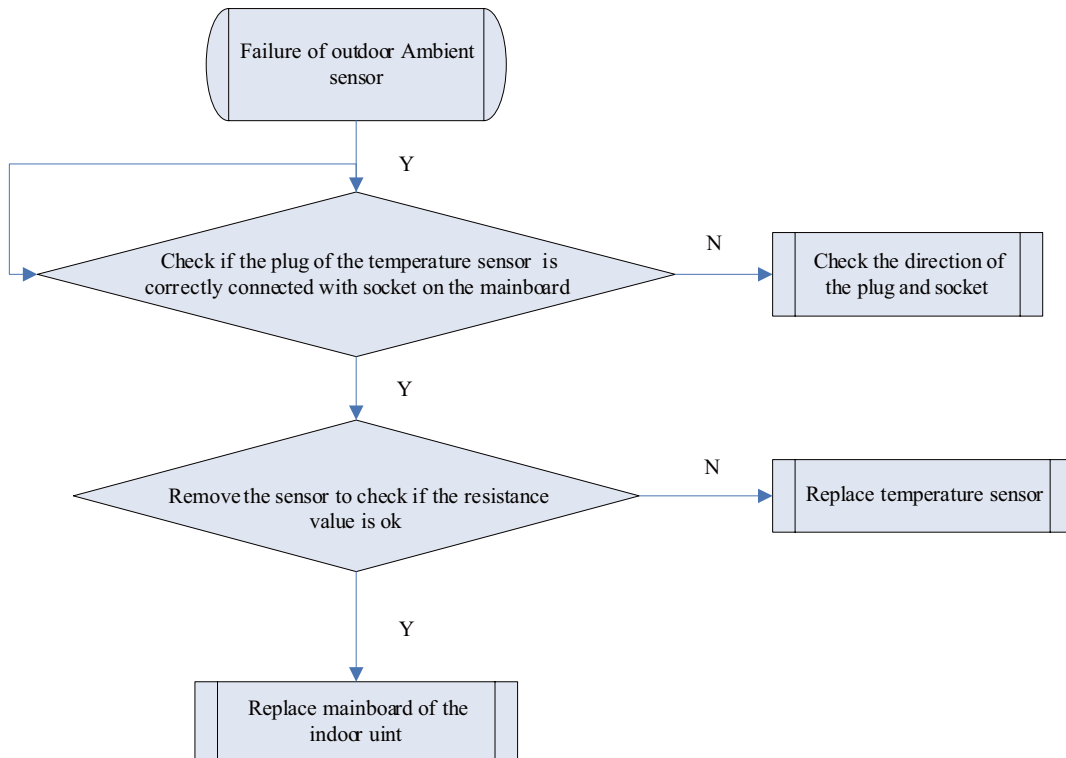 Failure of outdoor Ambient
sensor
Y
Check if the plug of the temperature sensor is
correctly connected with socket on the mainboard
N
Check the direction of
the plug and socket
Y
Remove the sensor to check if the resistance
value is ok
N
Replace temperature sensor
Y
Replace mainboard of the
indoor uint